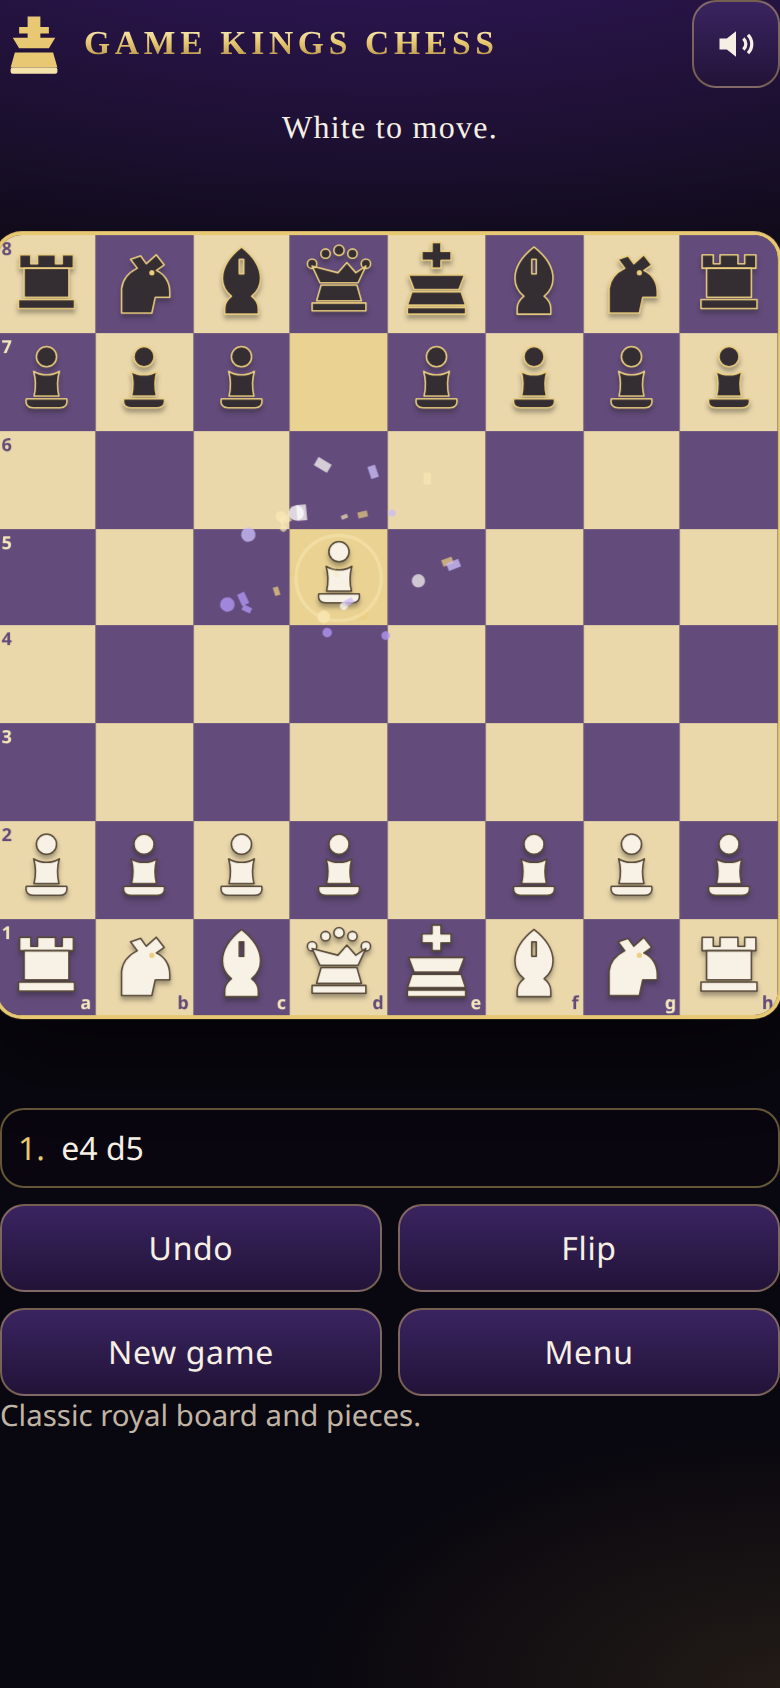 GAME KINGS CHESS
White to move.
8
7
6
5
4
3
2
1
a b c d e f g h
1. e4 d5
Undo Flip
New game Menu
Classic royal board and pieces.